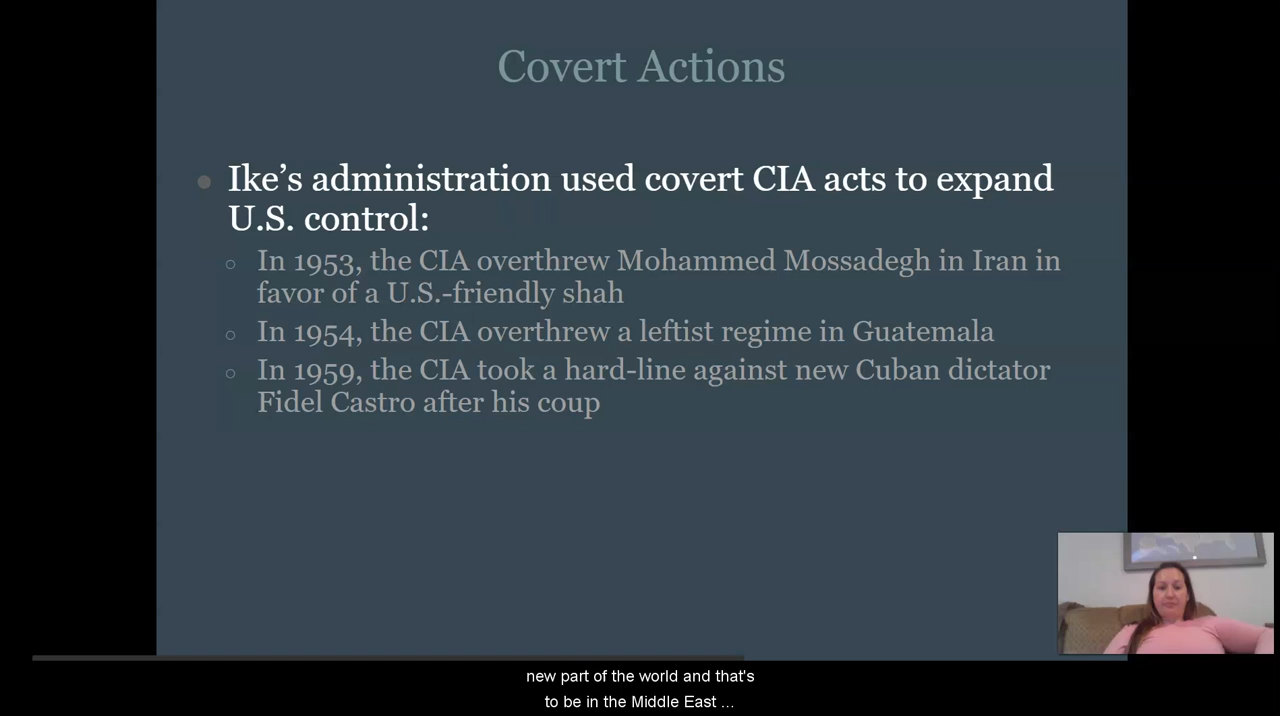 Covert Actions
Ike's administration used covert CIA acts to expand
U.S. control:
In 1953, the CIA overthrew Mohammed Mossadegh in Iran in
favor of a U.S.-friendly shah
In 1954, the CIA overthrew a leftist regime in Guatemala
In 1959, the CIA took a hard-line against new Cuban dictator
Fidel Castro after his coup
new part of the world and that's
to be in the Middle East ...